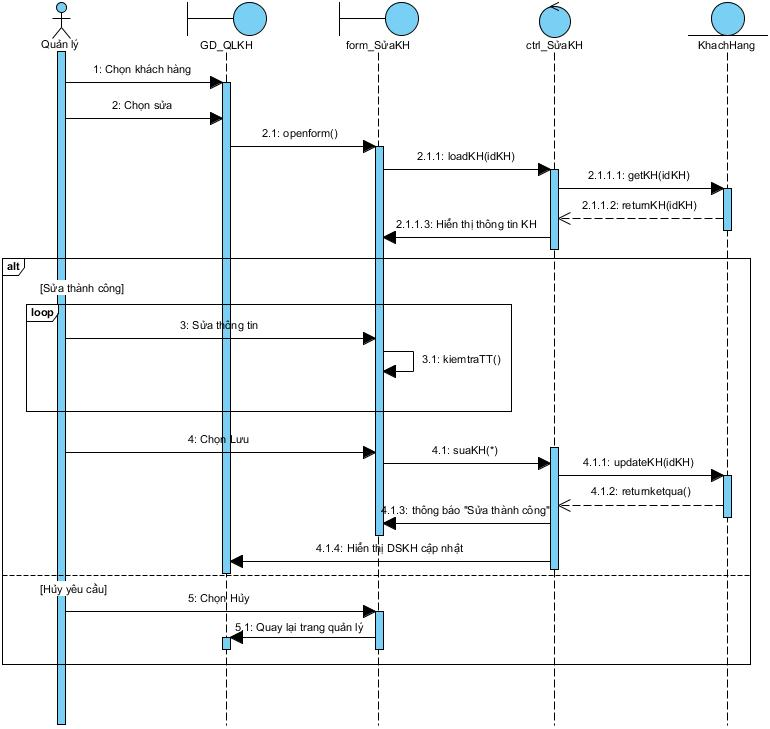 Quản lý
GD_QLKH
form_SửaKH
ctrl_SửaKH
KhachHang
1: Chọn khách hàng
2: Chọn sửa
2.1: openform()
2.1.1: loadKH(idKH)
2.1.1.1: getKH(idKH)
2.1.1.2: returnKH(idKH)
2.1.1.3: Hiển thị thông tin KH
alt
[Sửa thành công]
loop
3: Sửa thông tin
3.1: kiemtraTT()
4: Chọn Lưu
4.1: suaKH(*)
4.1.1: updateKH(idKH)
4.1.2: returnketqua()
4.1.3: thông báo "Sửa thành công"
4.1.4: Hiển thị DSKH cập nhật
[Hủy yêu cầu]
5: Chọn Hủy
5.1: Quay lại trang quản lý